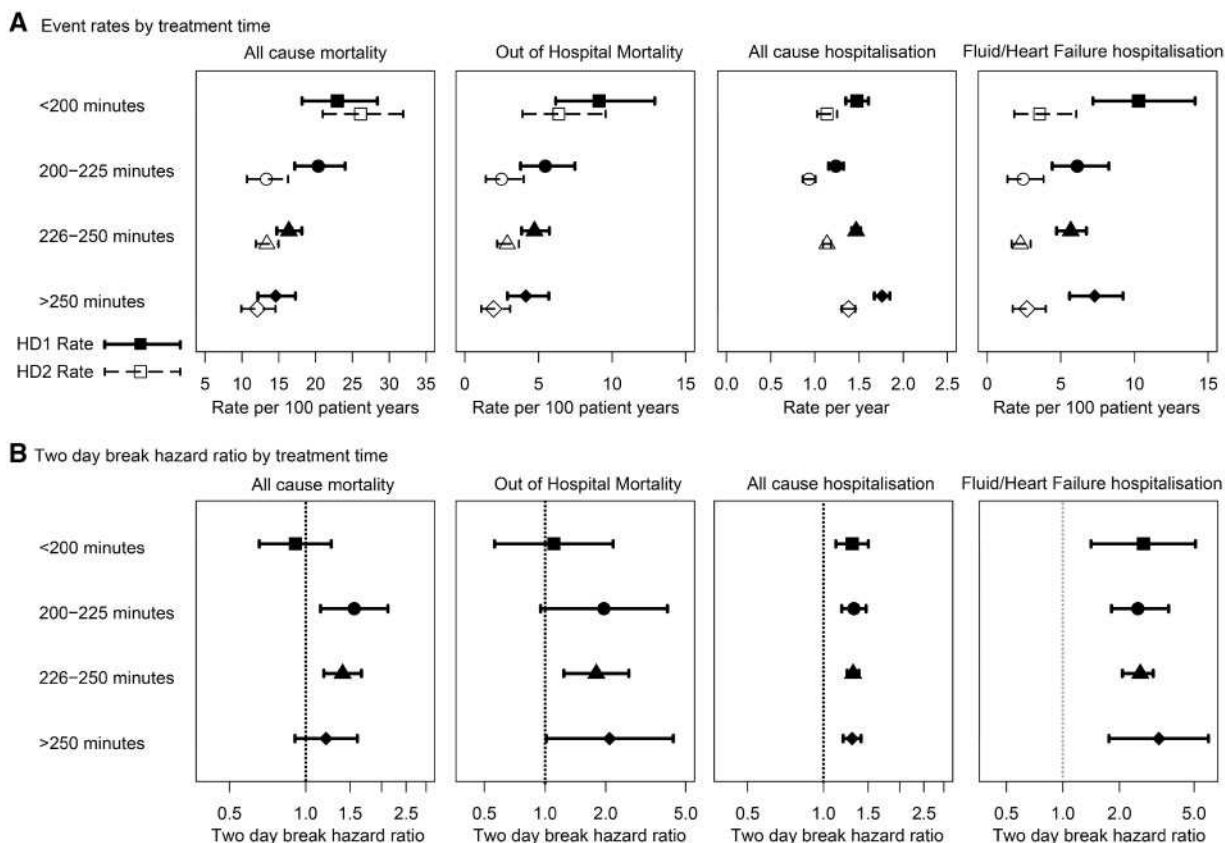 A Event rates by treatment time
All cause mortality
Out of Hospital Mortality
All cause hospitalisation
Fluid/Heart Failure hospitalisation
<200 minutes
200−225 minutes
226−250 minutes
>250 minutes
HD1 Rate
HD2 Rate
5 10 15 20 25 30 35
0 5 10 15
0.0 0.5 1.0 1.5 2.0 2.5
0 5 10 15
Rate per 100 patient years
Rate per 100 patient years
Rate per year
Rate per 100 patient years
B Two day break hazard ratio by treatment time
All cause mortality
Out of Hospital Mortality
All cause hospitalisation
Fluid/Heart Failure hospitalisation
<200 minutes
200−225 minutes
226−250 minutes
>250 minutes
0.5 1.0 1.5 2.5
0.5 1.0 2.0 5.0
0.5 1.0 1.5 2.5
0.5 1.0 2.0 5.0
Two day break hazard ratio
Two day break hazard ratio
Two day break hazard ratio
Two day break hazard ratio